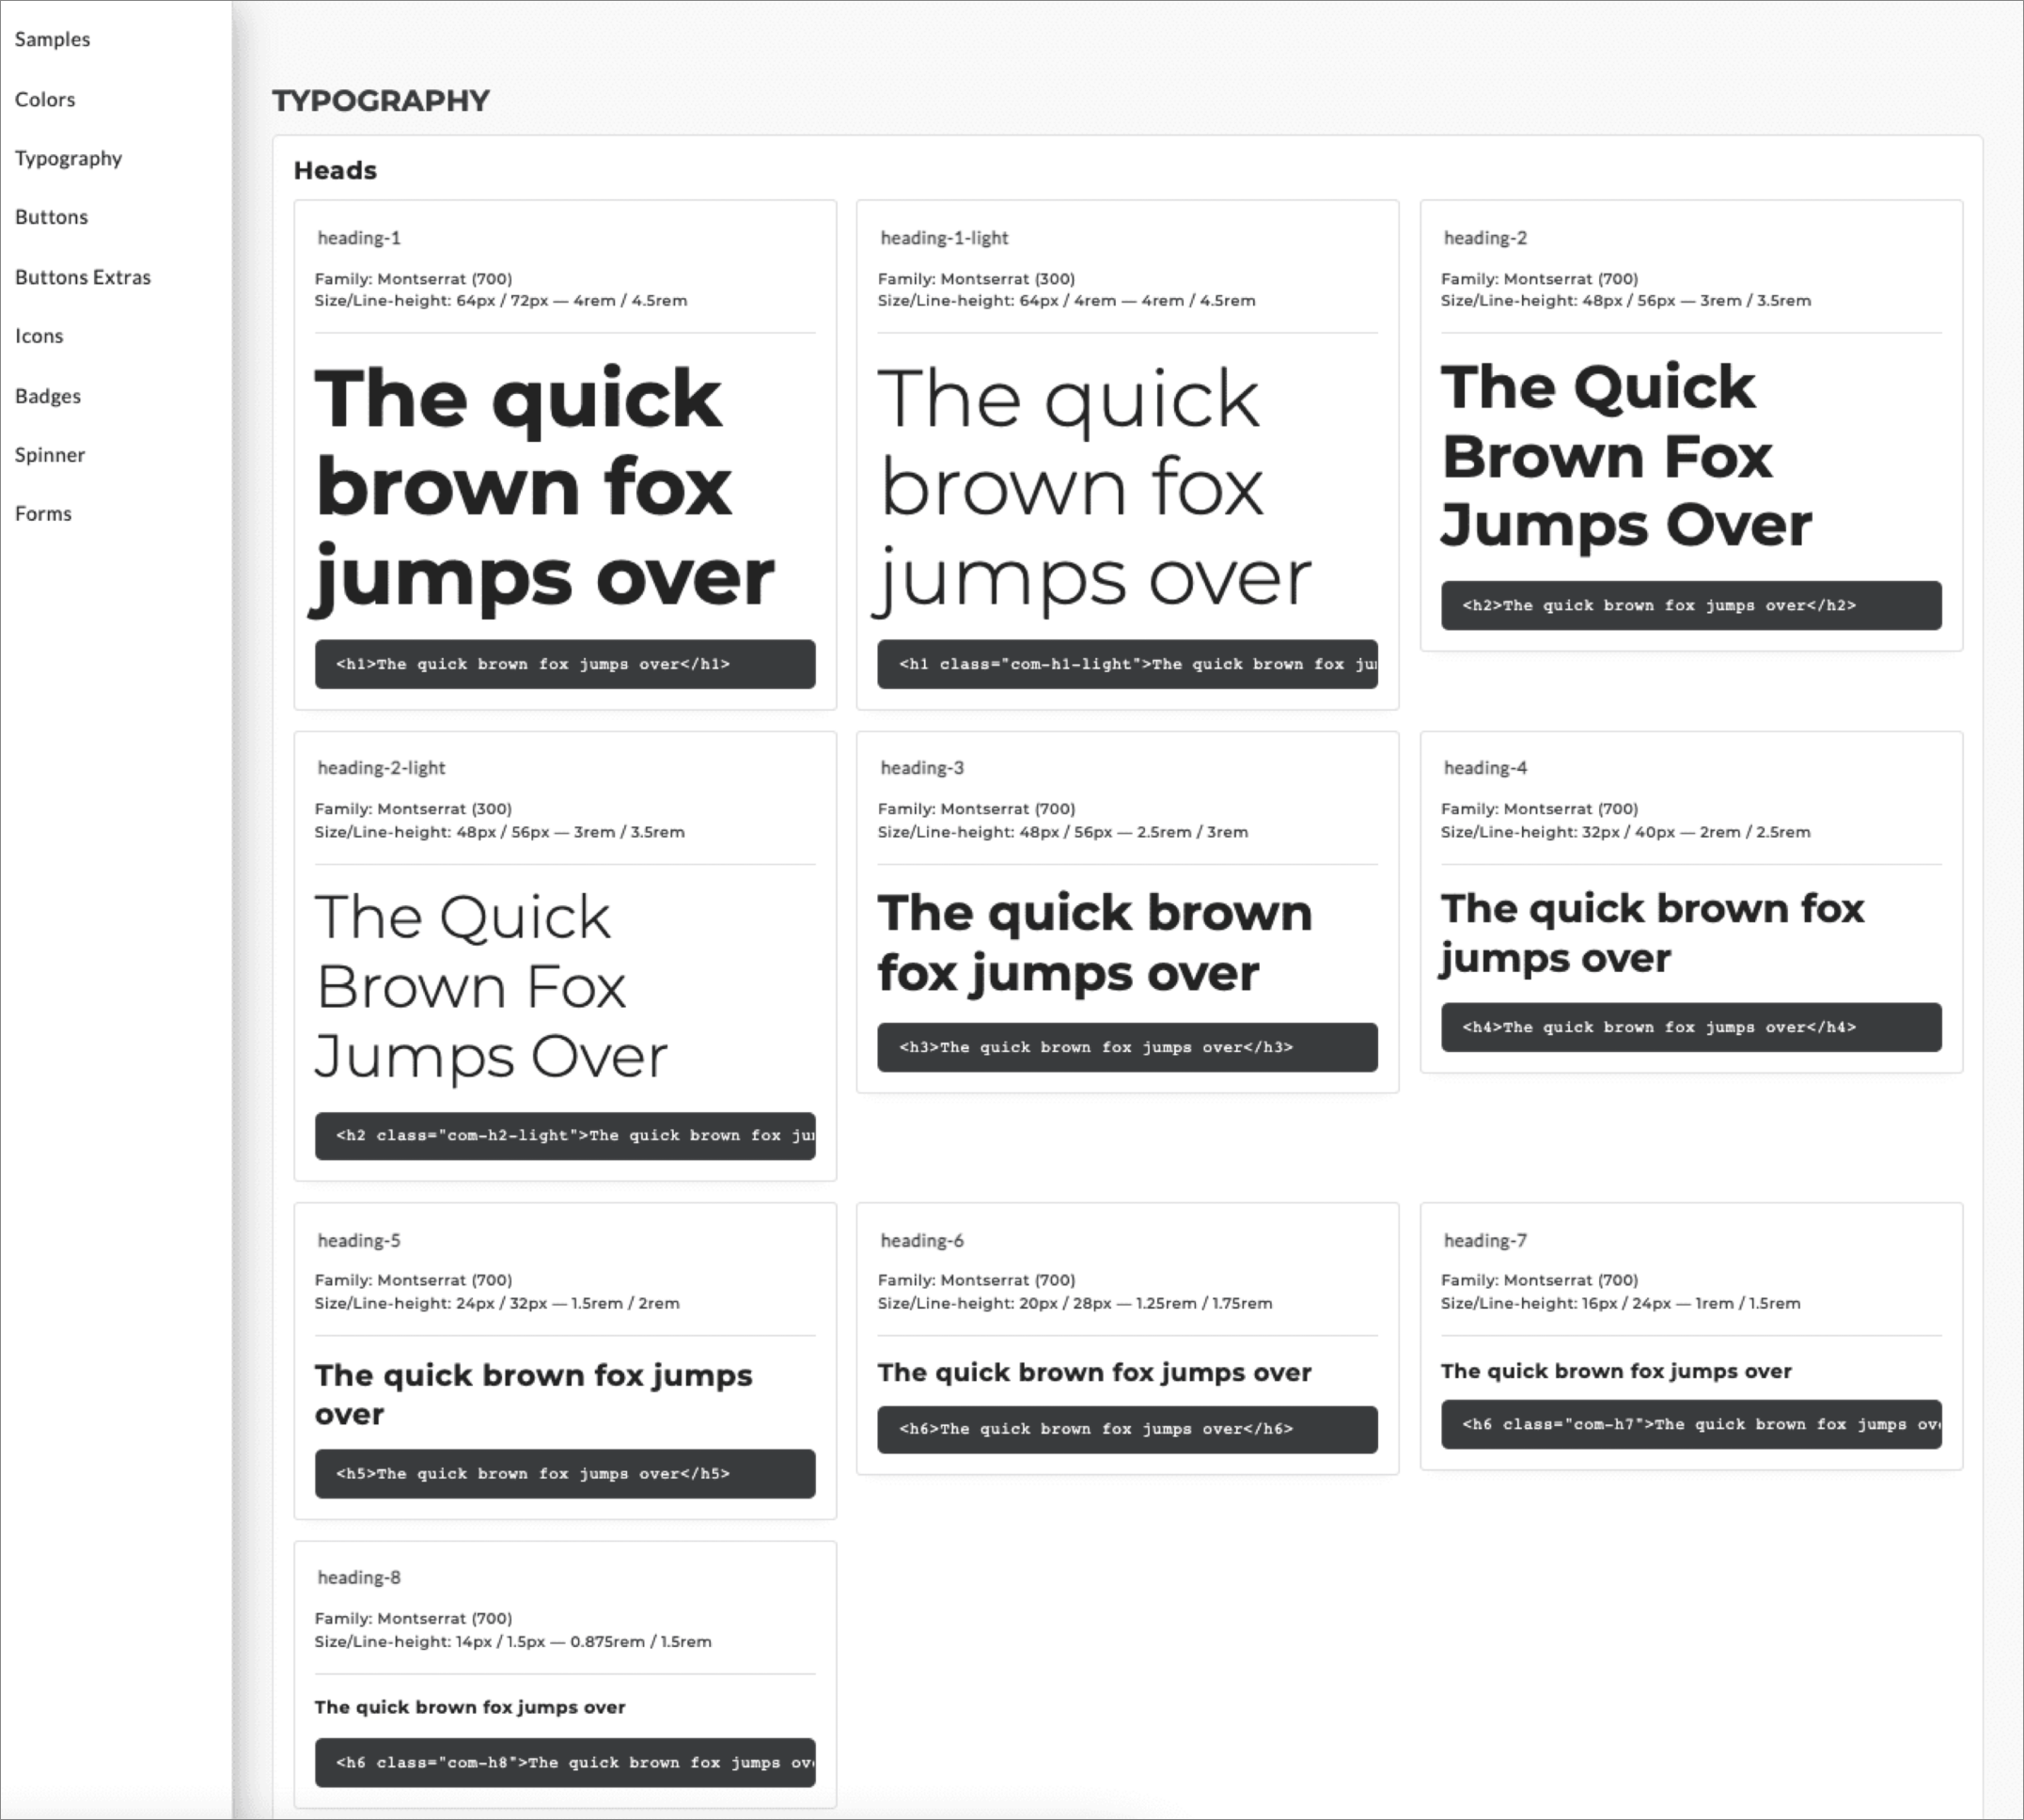 Samples
Colors
Typography
Buttons
Buttons Extras
Icons
Badges
Spinner
Forms
TYPOGRAPHY
Heads
heading-1
Family: Montserrat (700)
Size/Line-height: 64px / 72px — 4rem / 4.5rem
The quick
brown fox
jumps over
<h1>The quick brown fox jumps over</h1>
heading-1-light
Family: Montserrat (300)
Size/Line-height: 64px / 4rem — 4rem / 4.5rem
The quick
brown fox
jumps over
<h1 class="com-h1-light">The quick brown fox ju
heading-2
Family: Montserrat (700)
Size/Line-height: 48px / 56px — 3rem / 3.5rem
The Quick
Brown Fox
Jumps Over
<h2>The quick brown fox jumps over</h2>
heading-2-light
Family: Montserrat (300)
Size/Line-height: 48px / 56px — 3rem / 3.5rem
The Quick
Brown Fox
Jumps Over
<h2 class="com-h2-light">The quick brown fox ju
heading-3
Family: Montserrat (700)
Size/Line-height: 48px / 56px — 2.5rem / 3rem
The quick brown
fox jumps over
<h3>The quick brown fox jumps over</h3>
heading-4
Family: Montserrat (700)
Size/Line-height: 32px / 40px — 2rem / 2.5rem
The quick brown fox
jumps over
<h4>The quick brown fox jumps over</h4>
heading-5
Family: Montserrat (700)
Size/Line-height: 24px / 32px — 1.5rem / 2rem
The quick brown fox jumps
over
<h5>The quick brown fox jumps over</h5>
heading-6
Family: Montserrat (700)
Size/Line-height: 20px / 28px — 1.25rem / 1.75rem
The quick brown fox jumps over
<h6>The quick brown fox jumps over</h6>
heading-7
Family: Montserrat (700)
Size/Line-height: 16px / 24px — 1rem / 1.5rem
The quick brown fox jumps over
<h6 class="com-h7">The quick brown fox jumps ov
heading-8
Family: Montserrat (700)
Size/Line-height: 14px / 1.5px — 0.875rem / 1.5rem
The quick brown fox jumps over
<h6 class="com-h8">The quick brown fox jumps ov